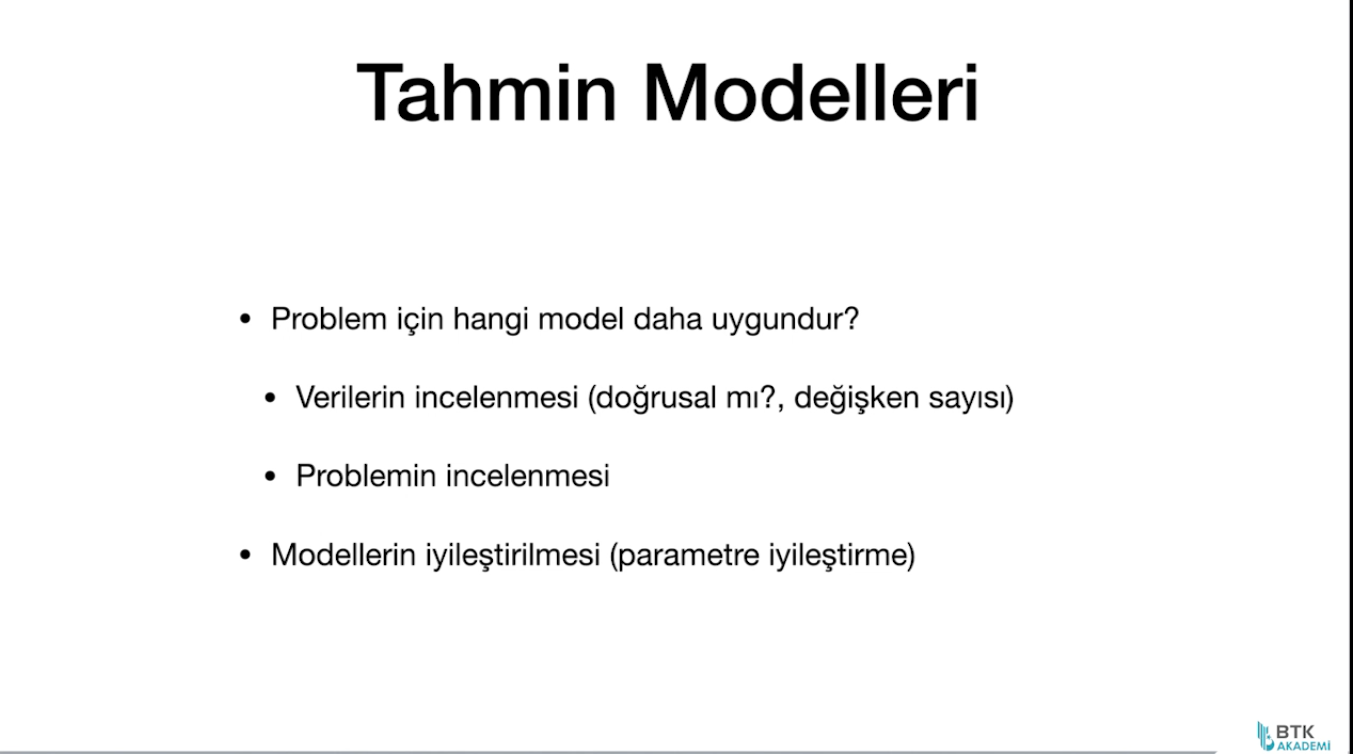 Tahmin Modelleri
• Problem için hangi model daha uygundur?
• Verilerin incelenmesi (doğrusal mı?, değişken sayısı)
• Problemin incelenmesi
• Modellerin iyileştirilmesi (parametre iyileştirme)
BTK
AKADEMİ